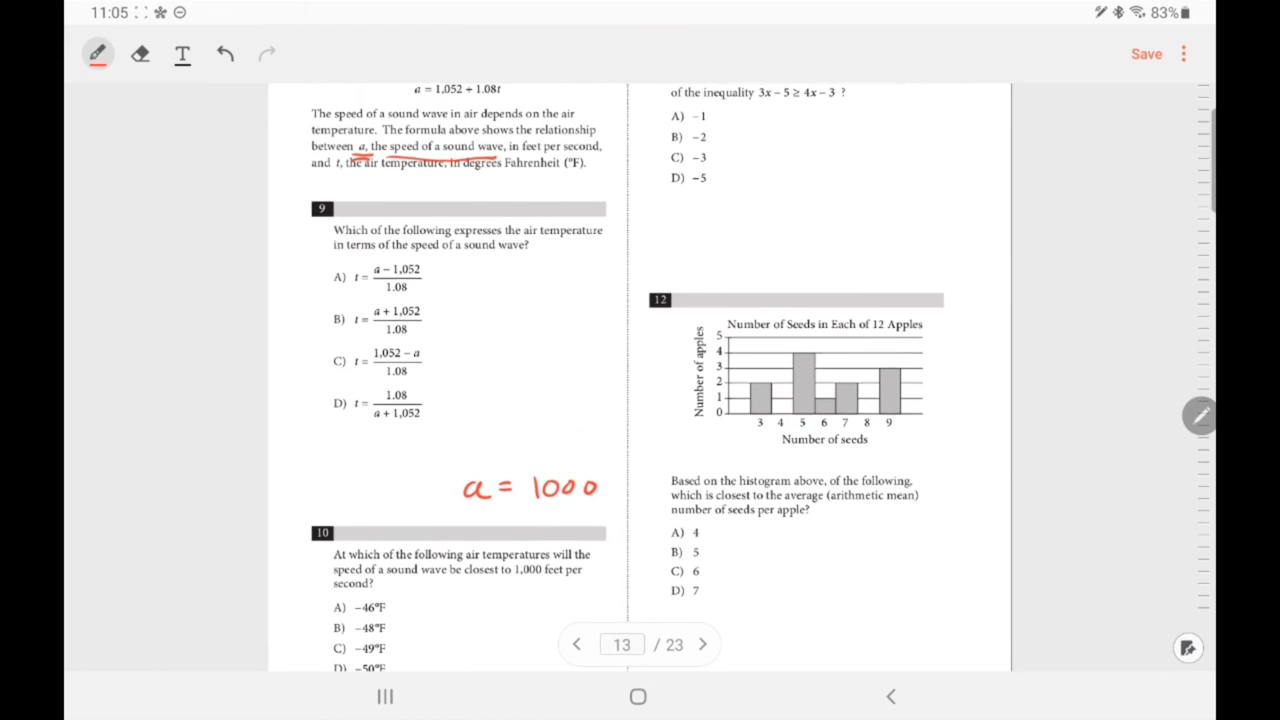 11:05
83%
Save
a = 1,052 + 1.08t
The speed of a sound wave in air depends on the air
temperature. The formula above shows the relationship
between a, the speed of a sound wave, in feet per second,
and t, the air temperature, in degrees Fahrenheit (°F).
9
Which of the following expresses the air temperature
in terms of the speed of a sound wave?
A) t = a − 1,052
1.08
B) t = a + 1,052
1.08
C) t = 1,052 − a
1.08
D) t = 1.08
a + 1,052
a = 1000
10
At which of the following air temperatures will the
speed of a sound wave be closest to 1,000 feet per
second?
A) −46°F
B) −48°F
C) −49°F
D) −50°F
of the inequality 3x − 5 ≥ 4x − 3 ?
A) −1
B) −2
C) −3
D) −5
12
Number of Seeds in Each of 12 Apples
Number of apples
5
4
3
2
1
0
3 4 5 6 7 8 9
Number of seeds
Based on the histogram above, of the following,
which is closest to the average (arithmetic mean)
number of seeds per apple?
A) 4
B) 5
C) 6
D) 7
13 / 23